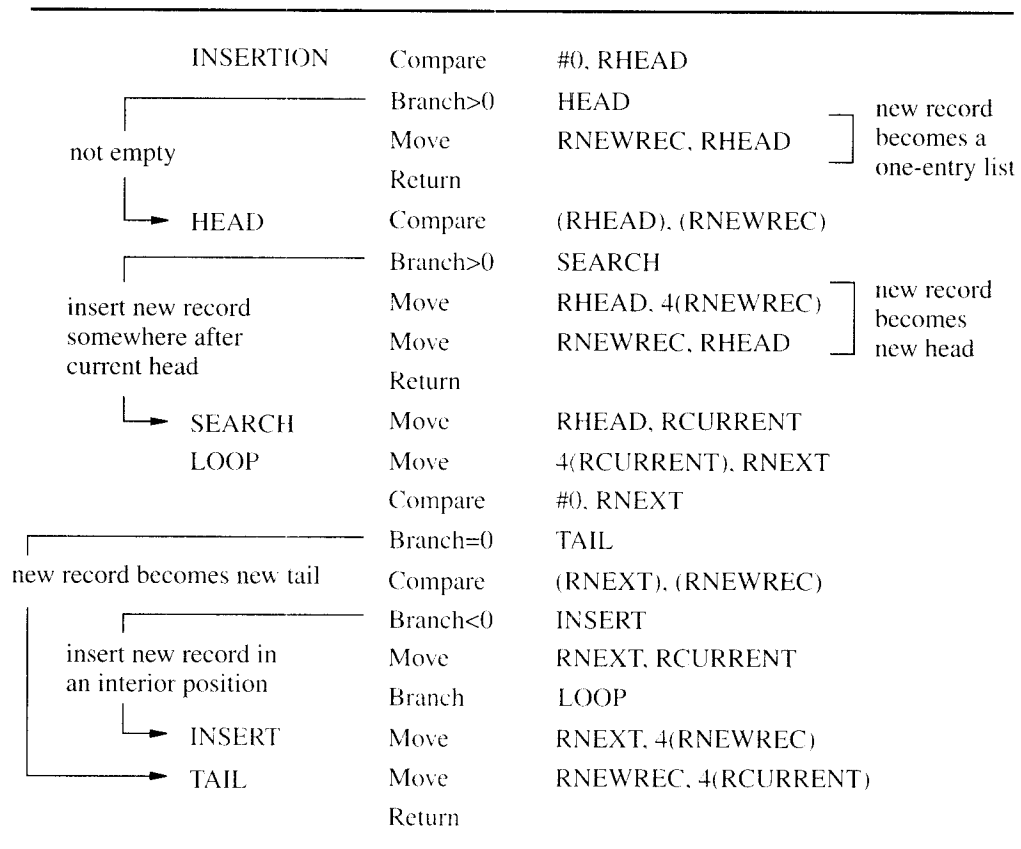 INSERTION Compare #0, RHEAD
Branch>0 HEAD
Move RNEWREC, RHEAD
Return
new record
becomes a
one-entry list
not empty
HEAD Compare (RHEAD), (RNEWREC)
Branch>0 SEARCH
Move RHEAD, 4(RNEWREC)
Move RNEWREC, RHEAD
Return
new record
becomes
new head
insert new record
somewhere after
current head
SEARCH Move RHEAD, RCURRENT
LOOP Move 4(RCURRENT), RNEXT
Compare #0, RNEXT
Branch=0 TAIL
new record becomes new tail
Compare (RNEXT), (RNEWREC)
Branch<0 INSERT
insert new record in
an interior position
Move RNEXT, RCURRENT
Branch LOOP
INSERT Move RNEXT, 4(RNEWREC)
TAIL Move RNEWREC, 4(RCURRENT)
Return